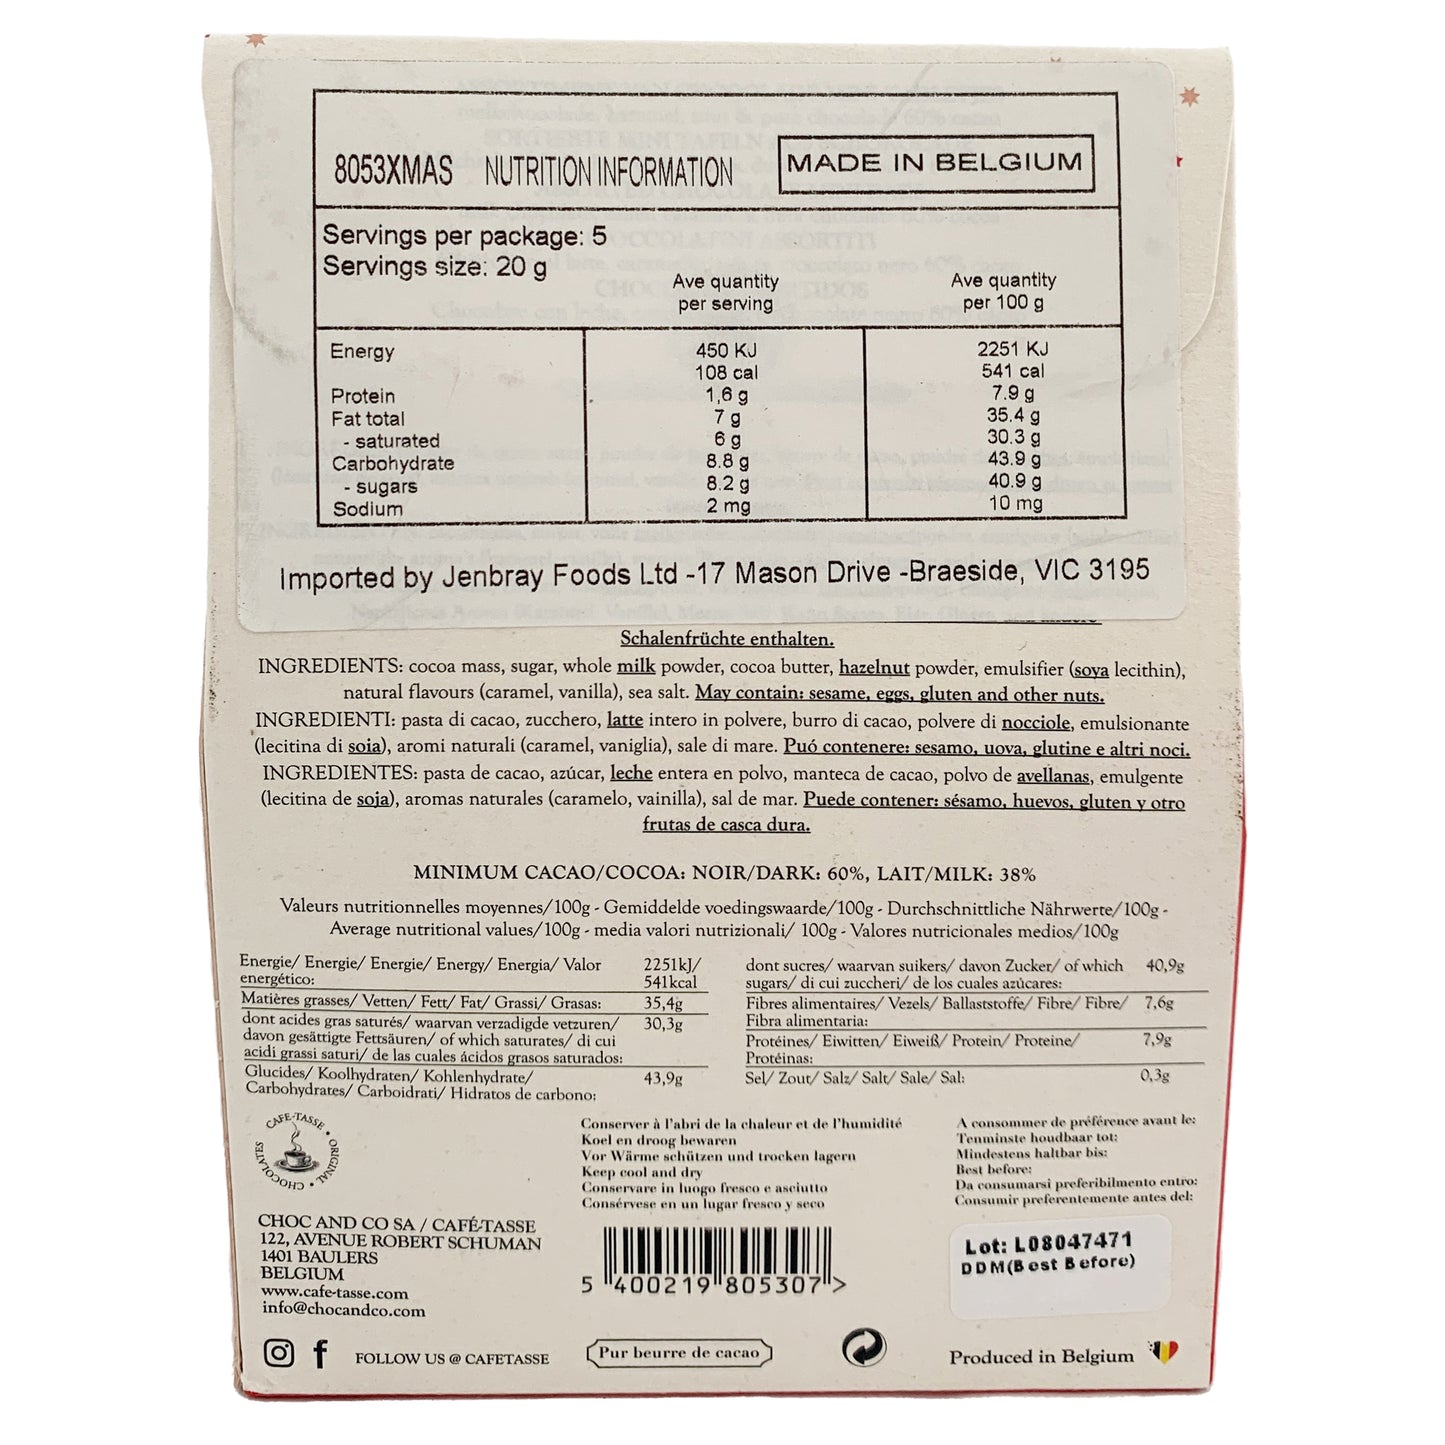 8053XMAS NUTRITION INFORMATION MADE IN BELGIUM
Servings per package: 5
Servings size: 20 g
Ave quantity per serving
Ave quantity per 100 g
Energy 450 KJ 2251 KJ
108 cal 541 cal
Protein 1,6 g 7.9 g
Fat total 7 g 35.4 g
- saturated 6 g 30.3 g
Carbohydrate 8.8 g 43.9 g
- sugars 8.2 g 40.9 g
Sodium 2 mg 10 mg
Imported by Jenbray Foods Ltd -17 Mason Drive -Braeside, VIC 3195
Schalenfrüchte enthalten.
INGREDIENTS: cocoa mass, sugar, whole milk powder, cocoa butter, hazelnut powder, emulsifier (soya lecithin),
natural flavours (caramel, vanilla), sea salt. May contain: sesame, eggs, gluten and other nuts.
INGREDIENTI: pasta di cacao, zucchero, latte intero in polvere, burro di cacao, polvere di nocciole, emulsionante
(lecitina di soia), aromi naturali (caramel, vaniglia), sale di mare. Puó contenere: sesamo, uova, glutine e altri noci.
INGREDIENTES: pasta de cacao, azúcar, leche entera en polvo, manteca de cacao, polvo de avellanas, emulgente
(lecitina de soja), aromas naturales (caramelo, vainilla), sal de mar. Puede contener: sésamo, huevos, gluten y otro
frutas de casca dura.
MINIMUM CACAO/COCOA: NOIR/DARK: 60%, LAIT/MILK: 38%
Valeurs nutritionnelles moyennes/100g - Gemiddelde voedingswaarde/100g - Durchschnittliche Nährwerte/100g -
Average nutritional values/100g - media valori nutrizionali/ 100g - Valores nutricionales medios/100g
Energie/ Energie/ Energie/ Energy/ Energia/ Valor 2251kJ/
energético: 541kcal
Matières grasses/ Vetten/ Fett/ Fat/ Grassi/ Grasas: 35,4g
dont acides gras saturés/ waarvan verzadigde vetzuren/ 30,3g
davon gesättigte Fettsäuren/ of which saturates/ di cui
acidi grassi saturi/ de las cuales ácidos grasos saturados:
Glucides/ Koolhydraten/ Kohlenhydrate/ 43,9g
Carbohydrates/ Carboidrati/ Hidratos de carbono:
dont sucres/ waarvan suikers/ davon Zucker/ of which 40,9g
sugars/ di cui zuccheri/ de los cuales azúcares:
Fibres alimentaires/ Vezels/ Ballaststoffe/ Fibre/ Fibre/ 7,6g
Fibra alimentaria:
Protéines/ Eiwitten/ Eiweiß/ Protein/ Proteine/ 7,9g
Protéinas:
Sel/ Zout/ Salz/ Salt/ Sale/ Sal: 0,3g
CAFE-TASSE • ORIGINAL • CHOCOLATES
CHOC AND CO SA / CAFÉ-TASSE
122, AVENUE ROBERT SCHUMAN
1401 BAULERS
BELGIUM
www.cafe-tasse.com
info@chocandco.com
Conserver à l'abri de la chaleur et de l'humidité
Koel en droog bewaren
Vor Wärme schützen und trocken lagern
Keep cool and dry
Conservare in luogo fresco e asciutto
Consérvese en un lugar fresco y seco
5 400219 805307 >
A consommer de préférence avant le:
Tenminste houdbaar tot:
Mindestens haltbar bis:
Best before:
Da consumarsi preferibilmento entro:
Consumir preferentemente antes del:
Lot: L08047471
DDM(Best Before)
FOLLOW US @ CAFETASSE
Pur beurre de cacao
Produced in Belgium